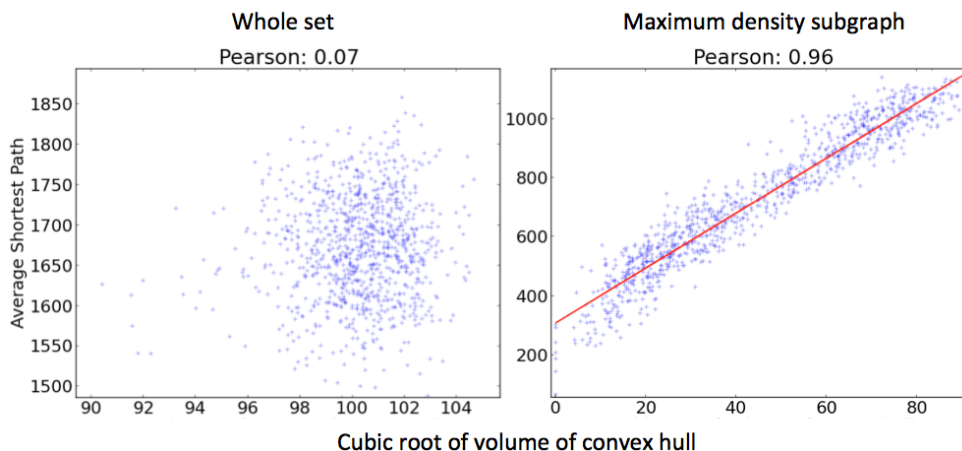 Whole set
Pearson: 0.07
Average Shortest Path
1850
1800
1750
1700
1650
1600
1550
1500
90 92 94 96 98 100 102 104
Maximum density subgraph
Pearson: 0.96
1000
800
600
400
200
0 20 40 60 80
Cubic root of volume of convex hull